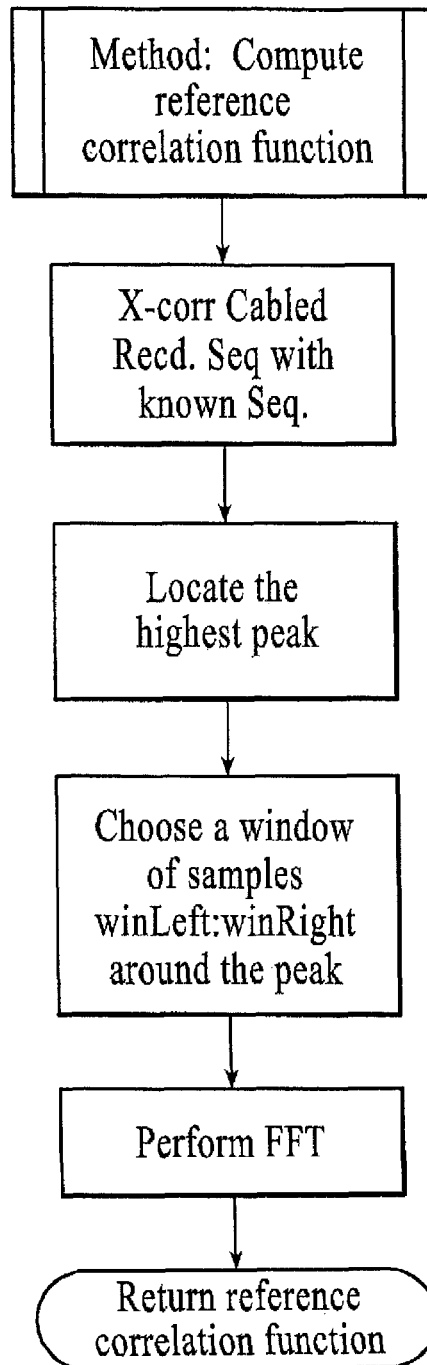 Method: Compute
reference
correlation function
X-corr Cabled
Recd. Seq with
known Seq.
Locate the
highest peak
Choose a window
of samples
winLeft:winRight
around the peak
Perform FFT
Return reference
correlation function